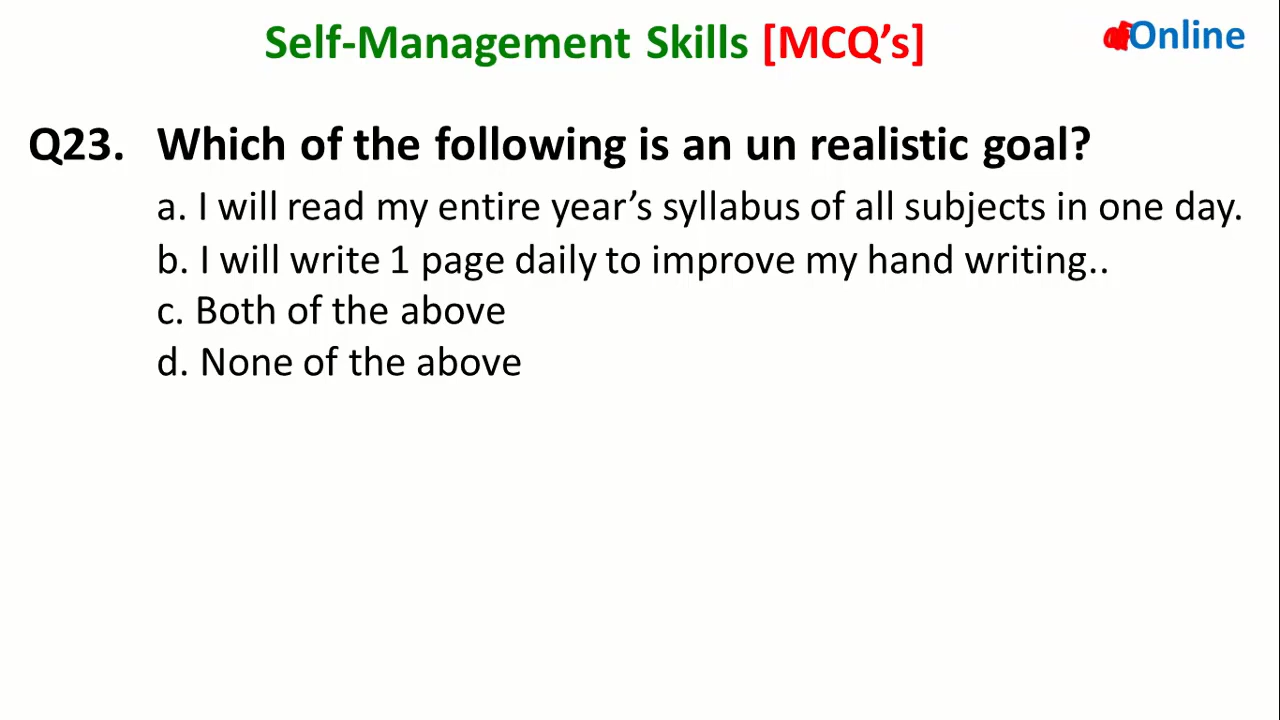 Self-Management Skills [MCQ’s]
Online
Q23. Which of the following is an un realistic goal?
a. I will read my entire year’s syllabus of all subjects in one day.
b. I will write 1 page daily to improve my hand writing..
c. Both of the above
d. None of the above